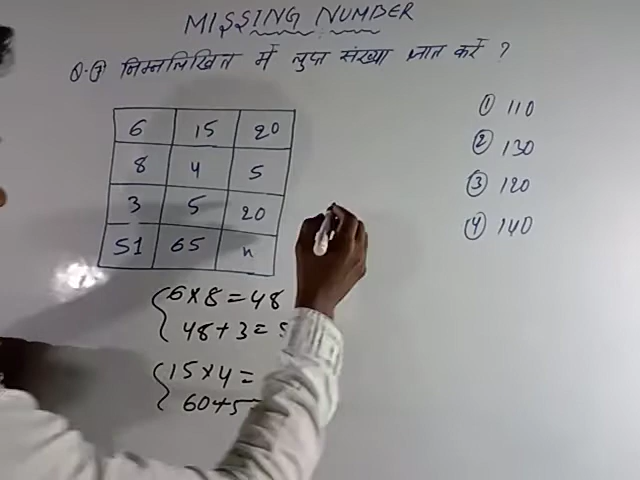 MISSING NUMBER
Q.① निम्नलिखित में लुप्त संख्या ज्ञात करें ?
6 15 20
8 4 5
3 5 20
51 65 n
① 110
② 130
③ 120
④ 140
6×8 = 48
48+3 =
15×4 =
60+5